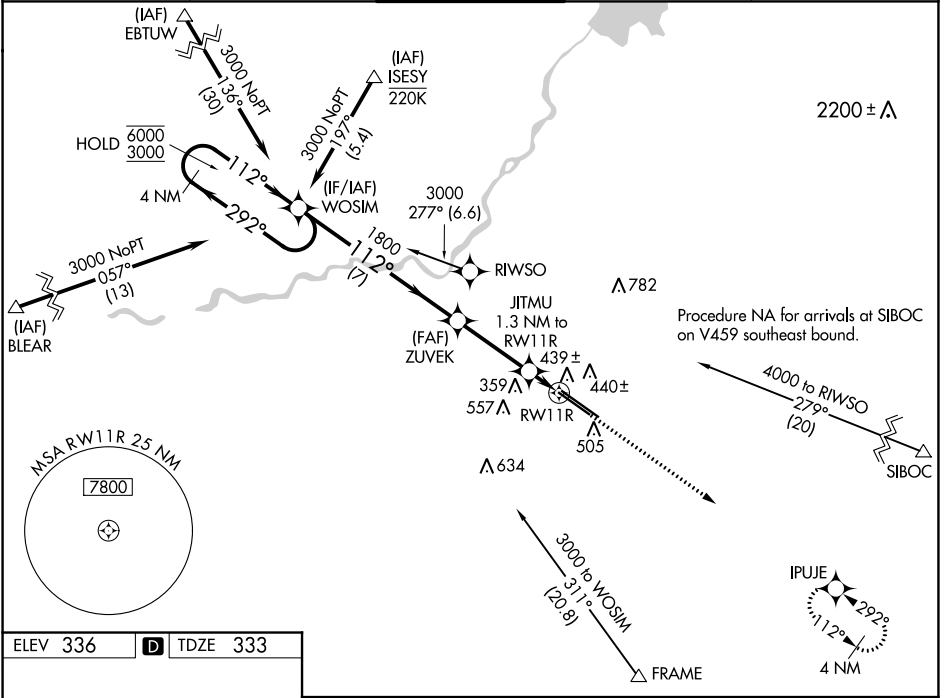 (IAF)
EBTUW
3000 NoPT
136°
(30)
(IAF)
ISESY
220K
3000 NoPT
197°
(5.4)
2200 ±
HOLD 6000
3000
4 NM
112°
292°
(IF/IAF)
WOSIM
3000
277° (6.6)
1800
112°
(7)
RIWSO
3000 NoPT
057°
(13)
(IAF)
BLEAR
782
JITMU
1.3 NM to
RW11R
(FAF)
ZUVEK
439 ±
440 ±
359
557
RW11R
505
634
Procedure NA for arrivals at SIBOC
on V459 southeast bound.
4000 to RIWSO
279°
(20)
SIBOC
MSA RW11R 25 NM
7800
3000 to WOSIM
311°
(20.8)
FRAME
IPUJE
292°
112°
4 NM
ELEV 336 D TDZE 333